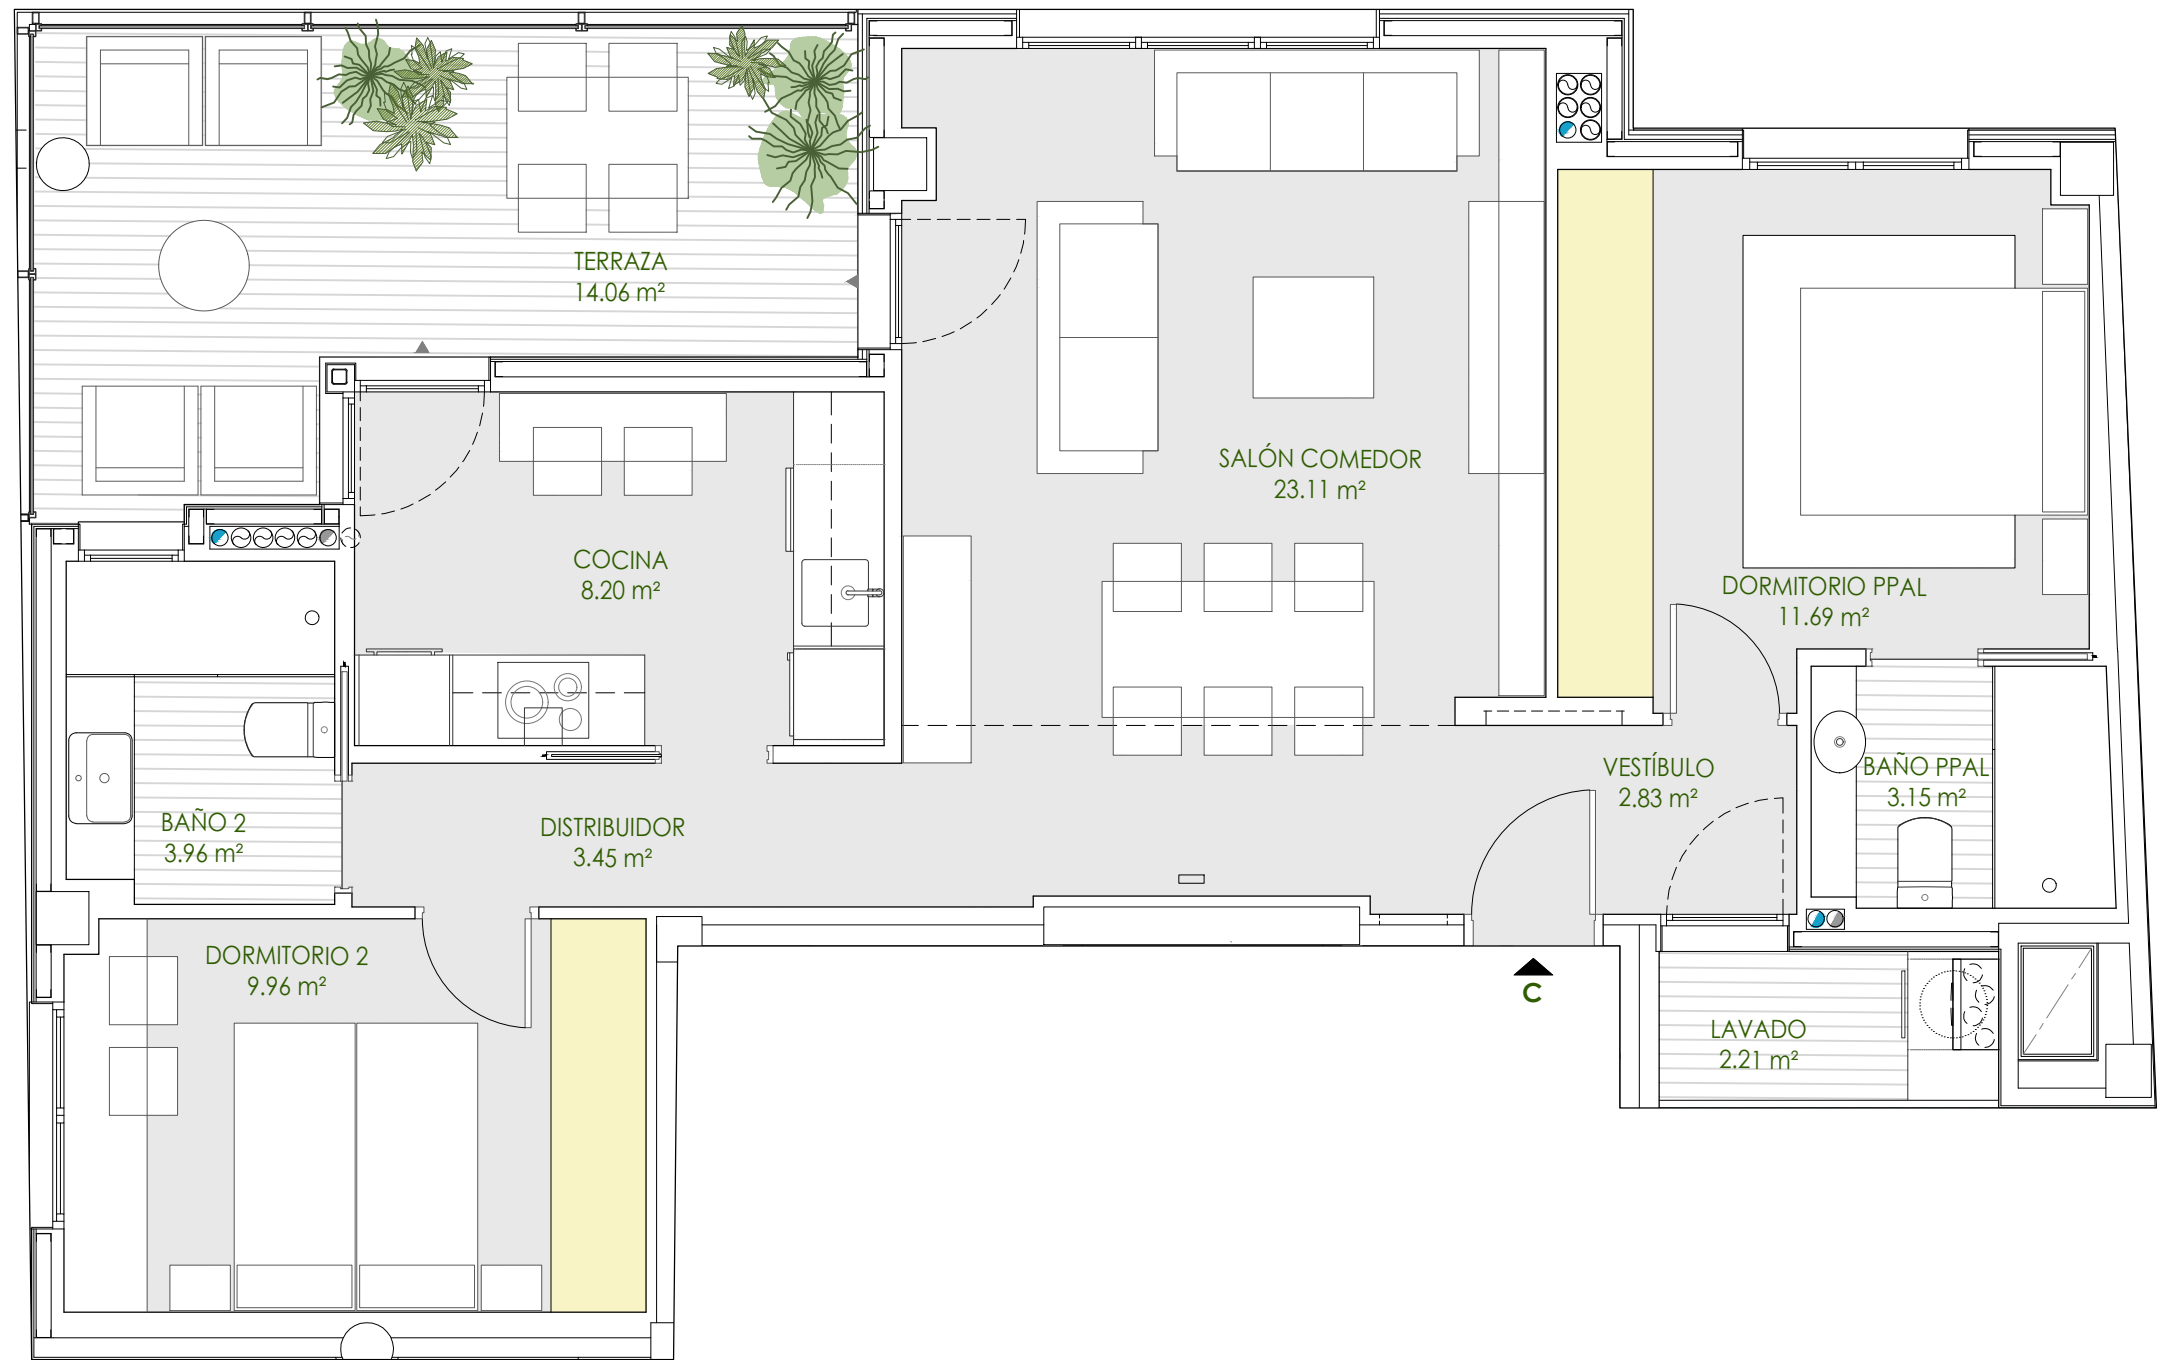 TERRAZA
14.06 m²
SALÓN COMEDOR
23.11 m²
COCINA
8.20 m²
DORMITORIO PPAL
11.69 m²
VESTÍBULO
2.83 m²
BAÑO PPAL
3.15 m²
BAÑO 2
3.96 m²
DISTRIBUIDOR
3.45 m²
DORMITORIO 2
9.96 m²
C
LAVADO
2.21 m²